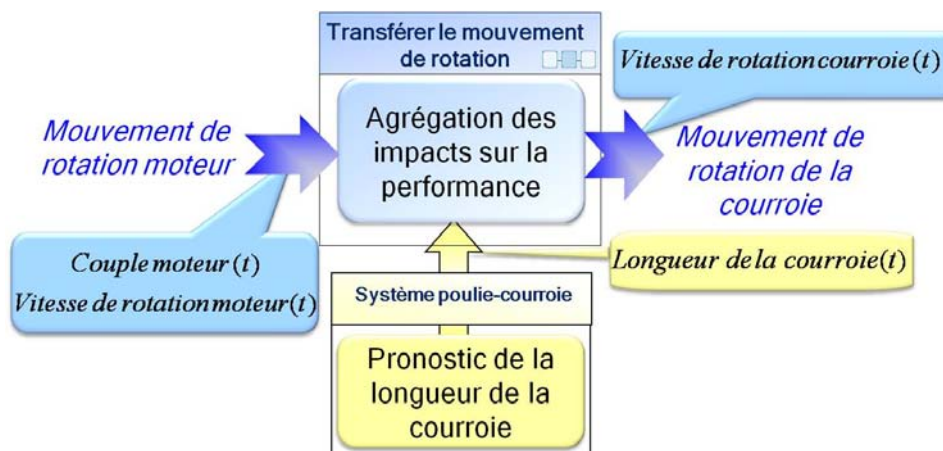 Transférer le mouvement
de rotation
Vitesse de rotation courroie (t)
Mouvement de
rotation moteur
Agrégation des
impacts sur la
performance
Mouvement de
rotation de la
courroie
Couple moteur (t)
Vitesse de rotation moteur (t)
Longueur de la courroie (t)
Système poulie-courroie
Pronostic de la
longueur de la
courroie